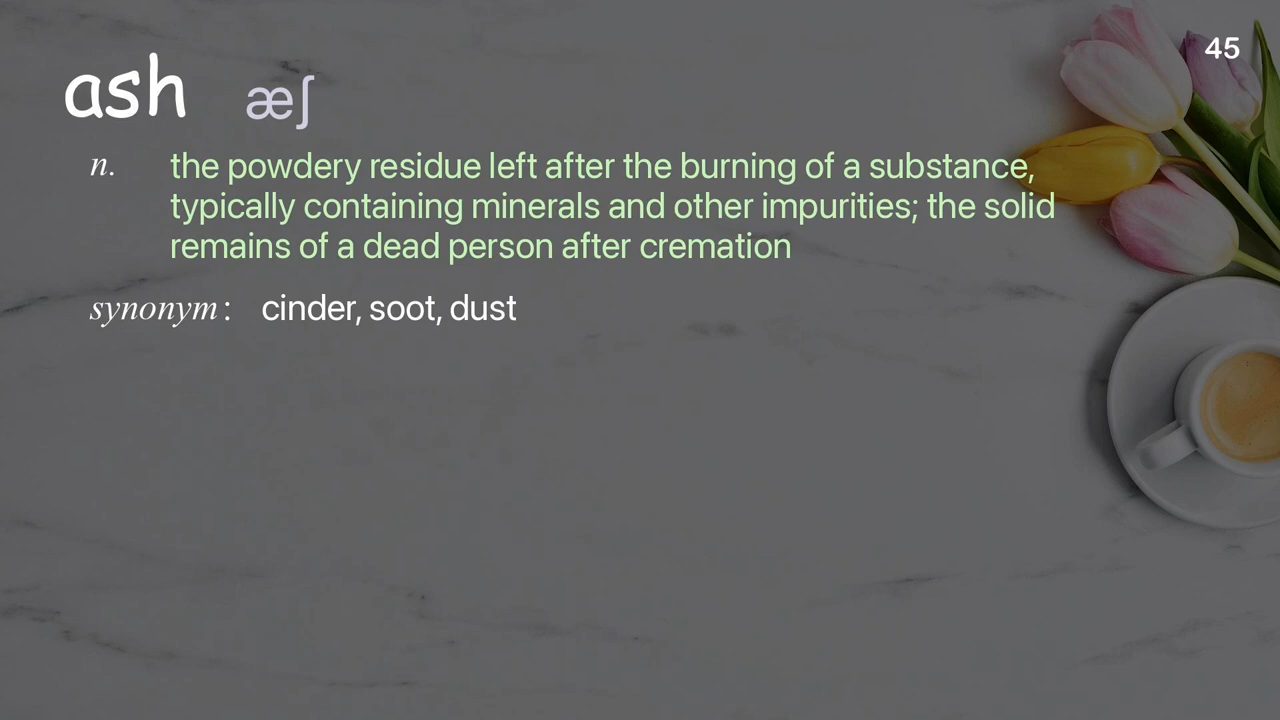 45
ash æʃ
n. the powdery residue left after the burning of a substance,
typically containing minerals and other impurities; the solid
remains of a dead person after cremation
synonym: cinder, soot, dust